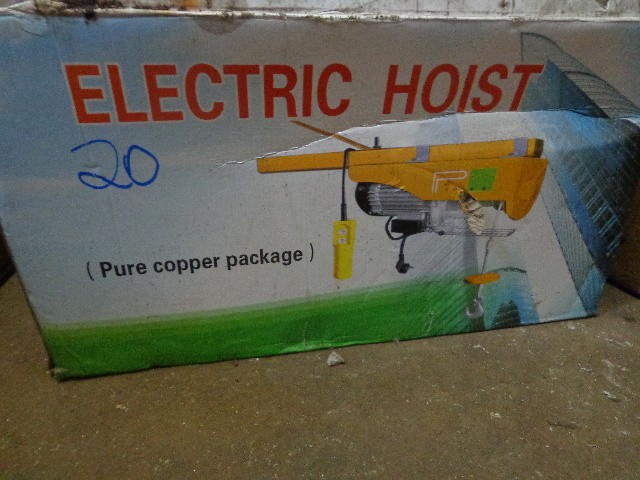 ELECTRIC HOIST
20
( Pure copper package )